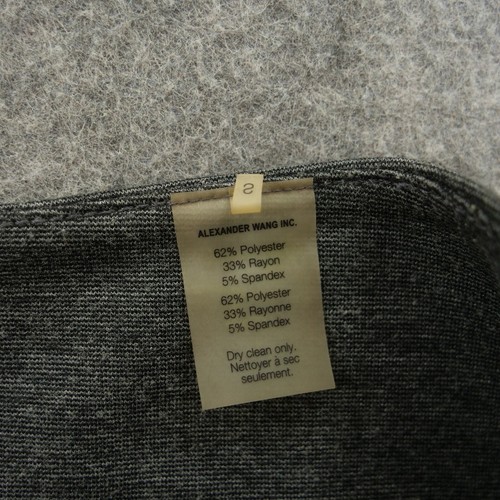 S
ALEXANDER WANG INC.
62% Polyester
33% Rayon
5% Spandex
62% Polyester
33% Rayonne
5% Spandex
Dry clean only.
Nettoyer à sec
seulement.